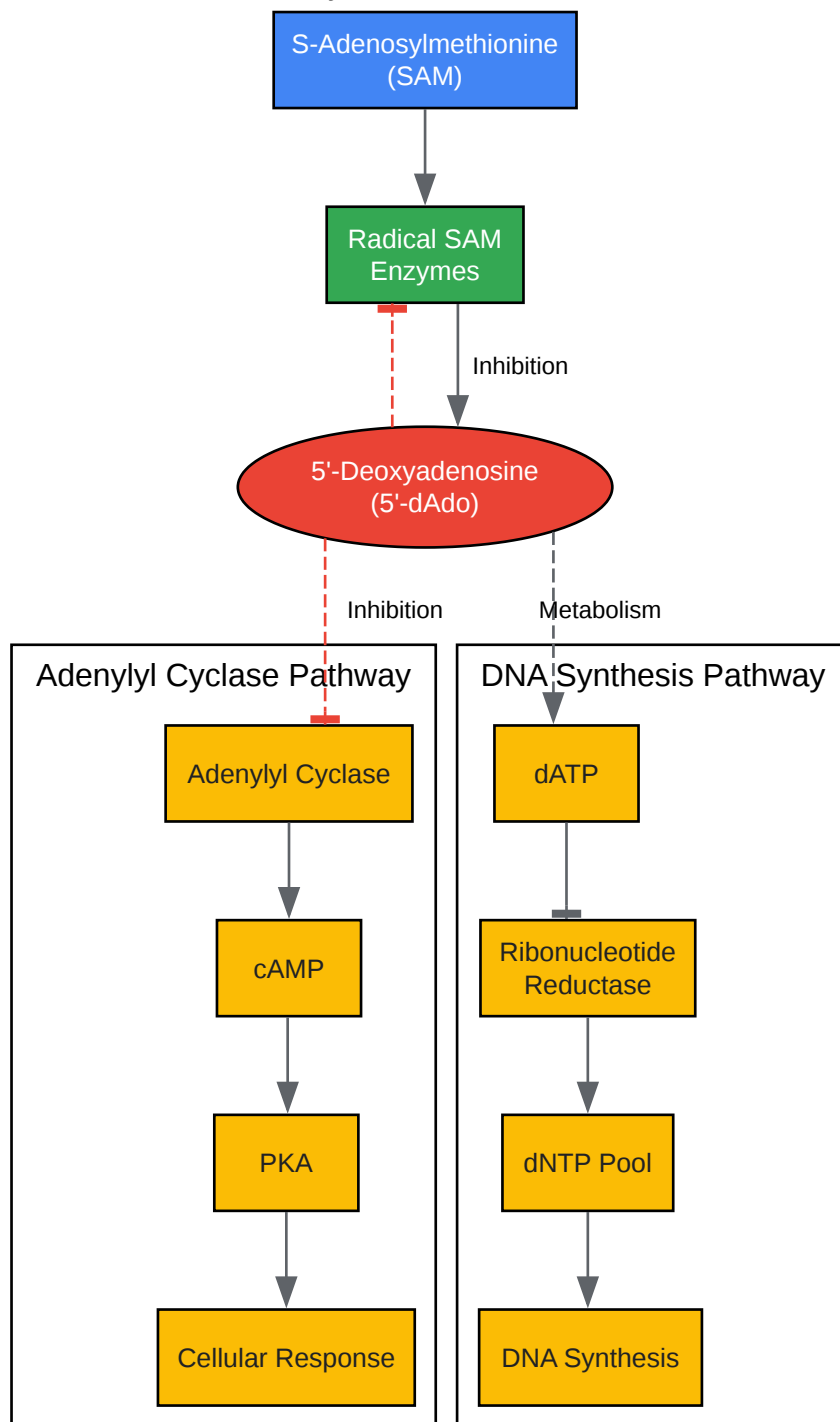 S-Adenosylmethionine
(SAM)
Radical SAM
Enzymes
Inhibition
5'-Deoxyadenosine
(5'-dAdo)
Inhibition
Metabolism
Adenylyl Cyclase Pathway
DNA Synthesis Pathway
Adenylyl Cyclase
dATP
cAMP
Ribonucleotide
Reductase
PKA
dNTP Pool
Cellular Response
DNA Synthesis